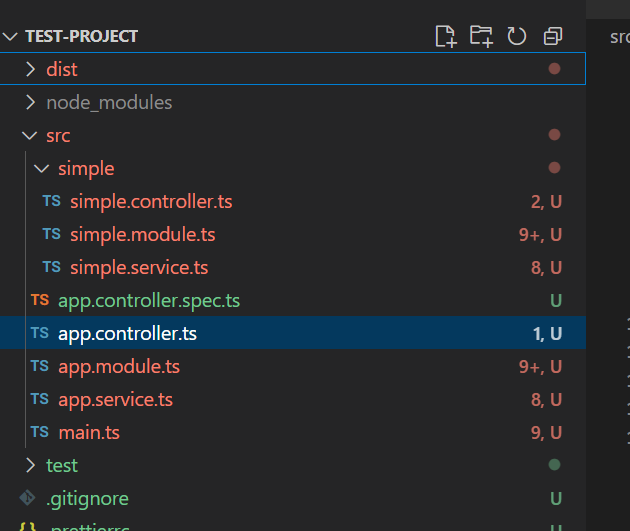 TEST-PROJECT
src
dist
node_modules
src
simple
TS simple.controller.ts 2, U
TS simple.module.ts 9+, U
TS simple.service.ts 8, U
TS app.controller.spec.ts U
TS app.controller.ts 1, U
TS app.module.ts 9+, U
TS app.service.ts 8, U
TS main.ts 9, U
test
.gitignore U
{} .prettierrc U